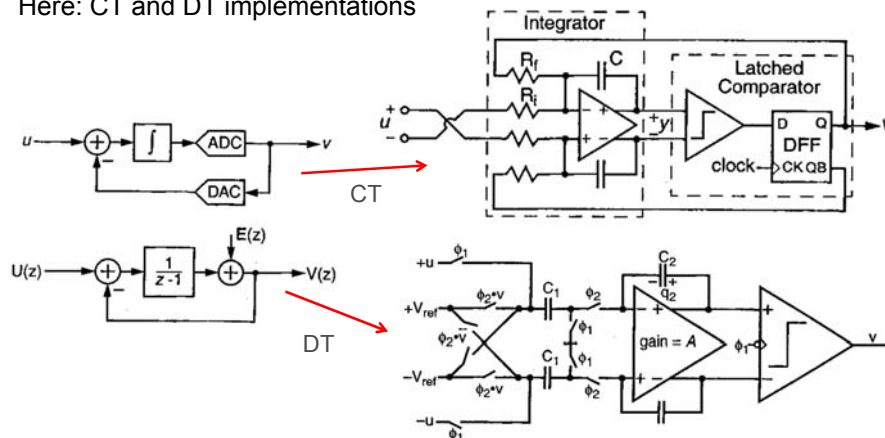 Here: CT and DT implementations
Integrator
R_f
C
Latched
Comparator
R_i
+
u
−
− +
+ −
+
y
−
D Q
DFF
clock
CK QB
v
u
−
∫
ADC
v
DAC
CT
E(z)
U(z)
−
1
z-1
V(z)
DT
+u
ϕ1
+V_ref
ϕ2•v
ϕ2•v̄
−V_ref
ϕ2•v
−u
ϕ1
C1
C1
ϕ2
ϕ1
ϕ1
ϕ2
C2
− +
q2
− +
gain = A
+ −
ϕ1
+
−
v